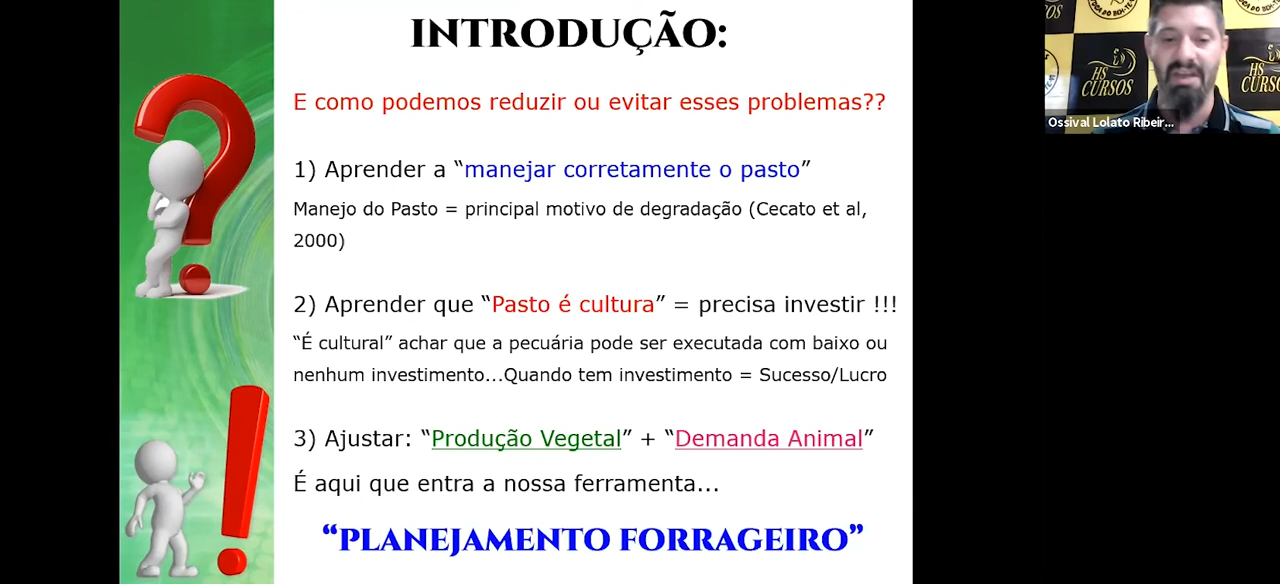 INTRODUÇÃO:
E como podemos reduzir ou evitar esses problemas??
1) Aprender a “manejar corretamente o pasto”
Manejo do Pasto = principal motivo de degradação (Cecato et al,
2000)
2) Aprender que “Pasto é cultura” = precisa investir !!!
“É cultural” achar que a pecuária pode ser executada com baixo ou
nenhum investimento...Quando tem investimento = Sucesso/Lucro
3) Ajustar: “Produção Vegetal” + “Demanda Animal”
É aqui que entra a nossa ferramenta...
“PLANEJAMENTO FORRAGEIRO”
HS
CURSOS
HS
CURSO
Ossival Lolato Ribeir...